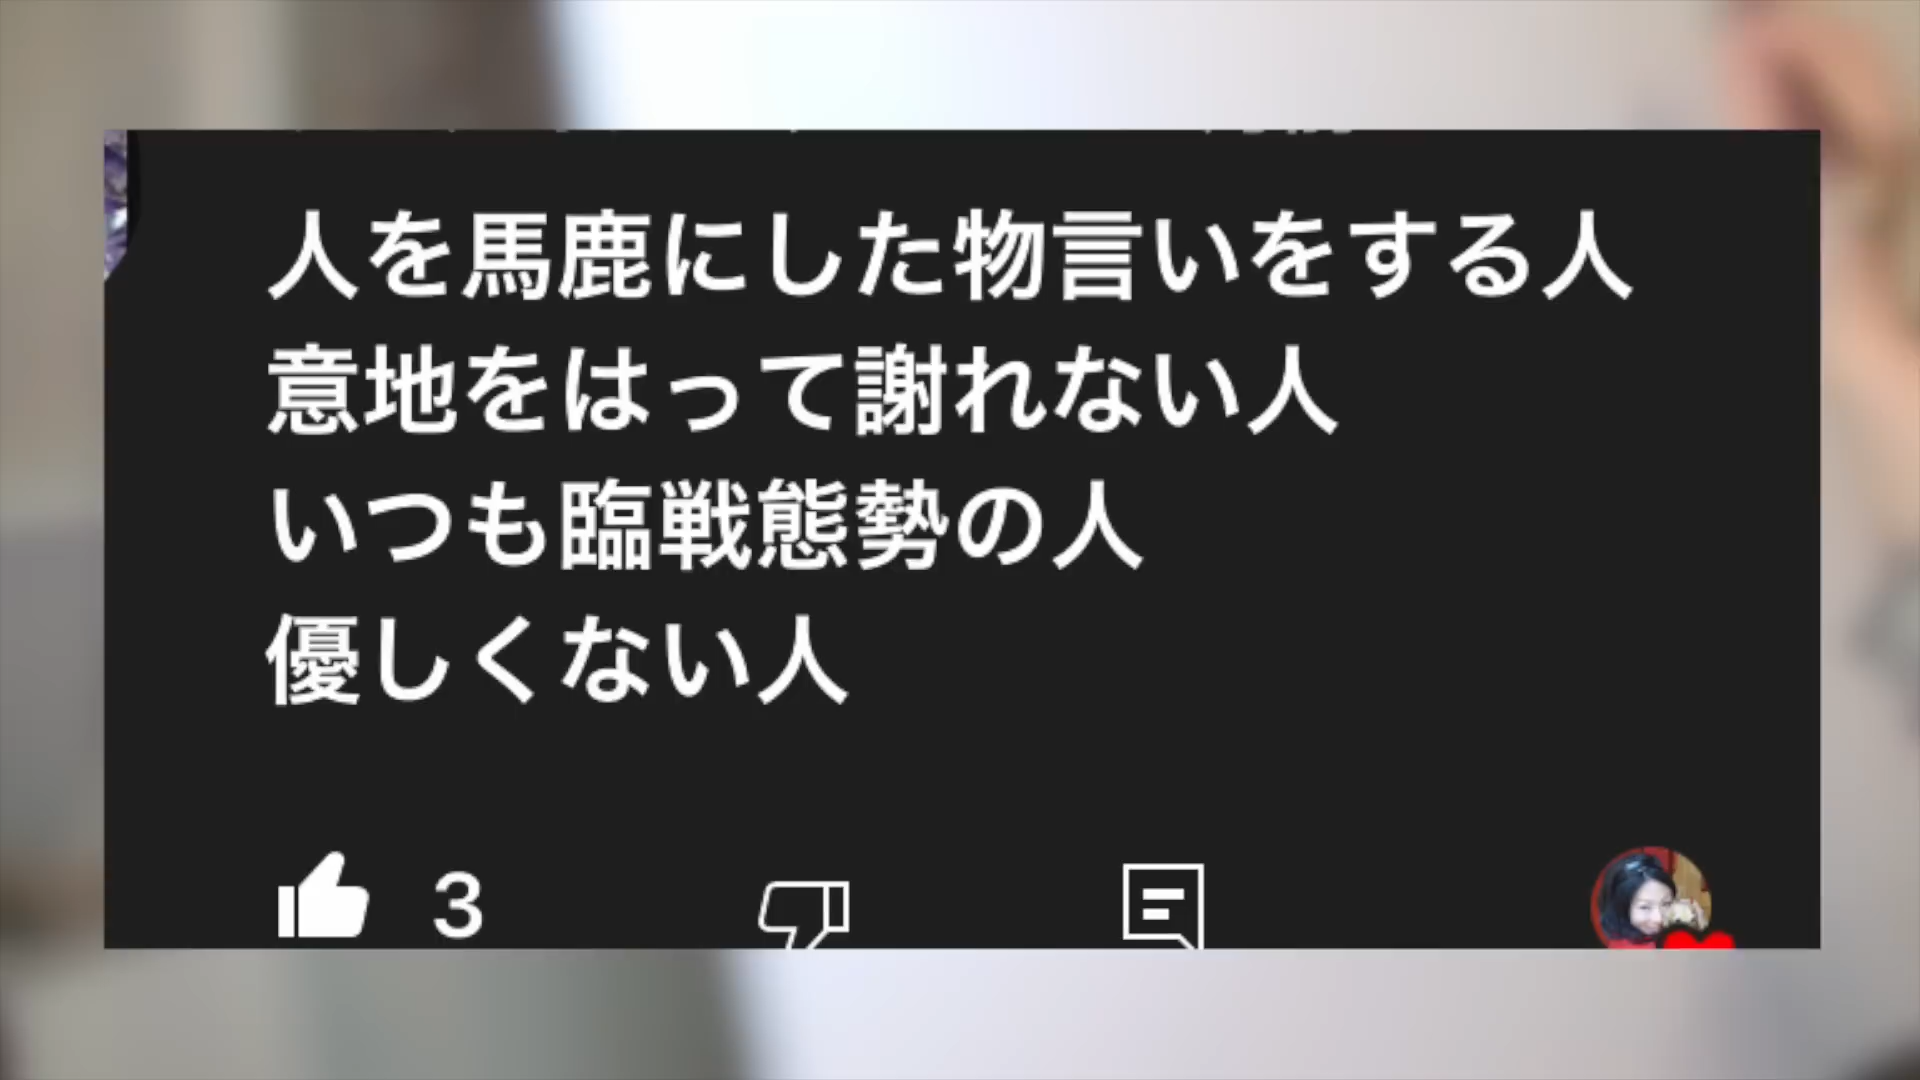 人を馬鹿にした物言いをする人
意地をはって謝れない人
いつも臨戦態勢の人
優しくない人
3